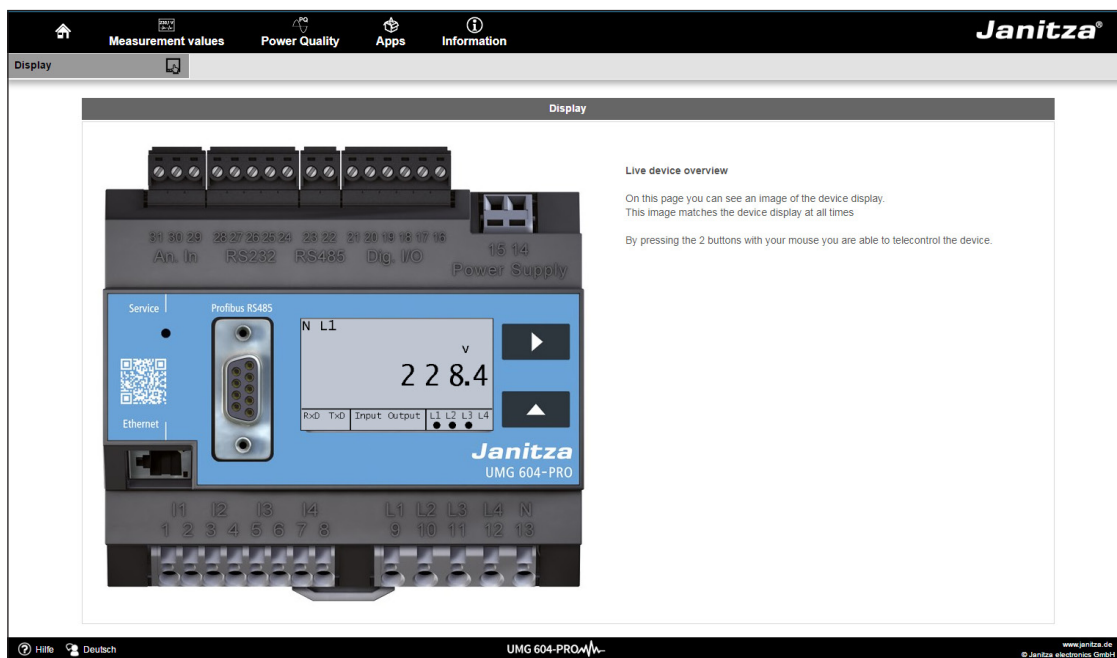 230,1 V
PQ
Measurement values
Power Quality
Apps
Information
Janitza®
Display
Display
Live device overview
On this page you can see an image of the device display.
This image matches the device display at all times
By pressing the 2 buttons with your mouse you are able to telecontrol the device.
31 30 29 28 27 26 25 24 23 22 21 20 19 18 17 16
An. In RS232 RS485 Dig. I/O
15 14
Power Supply
Service
Profibus RS485
N L1
V
228.4
RxD TxD Input Output L1 L2 L3 L4
Ethernet
Janitza
UMG 604-PRO
I1 I2 I3 I4 L1 L2 L3 L4 N
1 2 3 4 5 6 7 8 9 10 11 12 13
Hilfe
Deutsch
UMG 604-PRO
www.janitza.de
© Janitza electronics GmbH